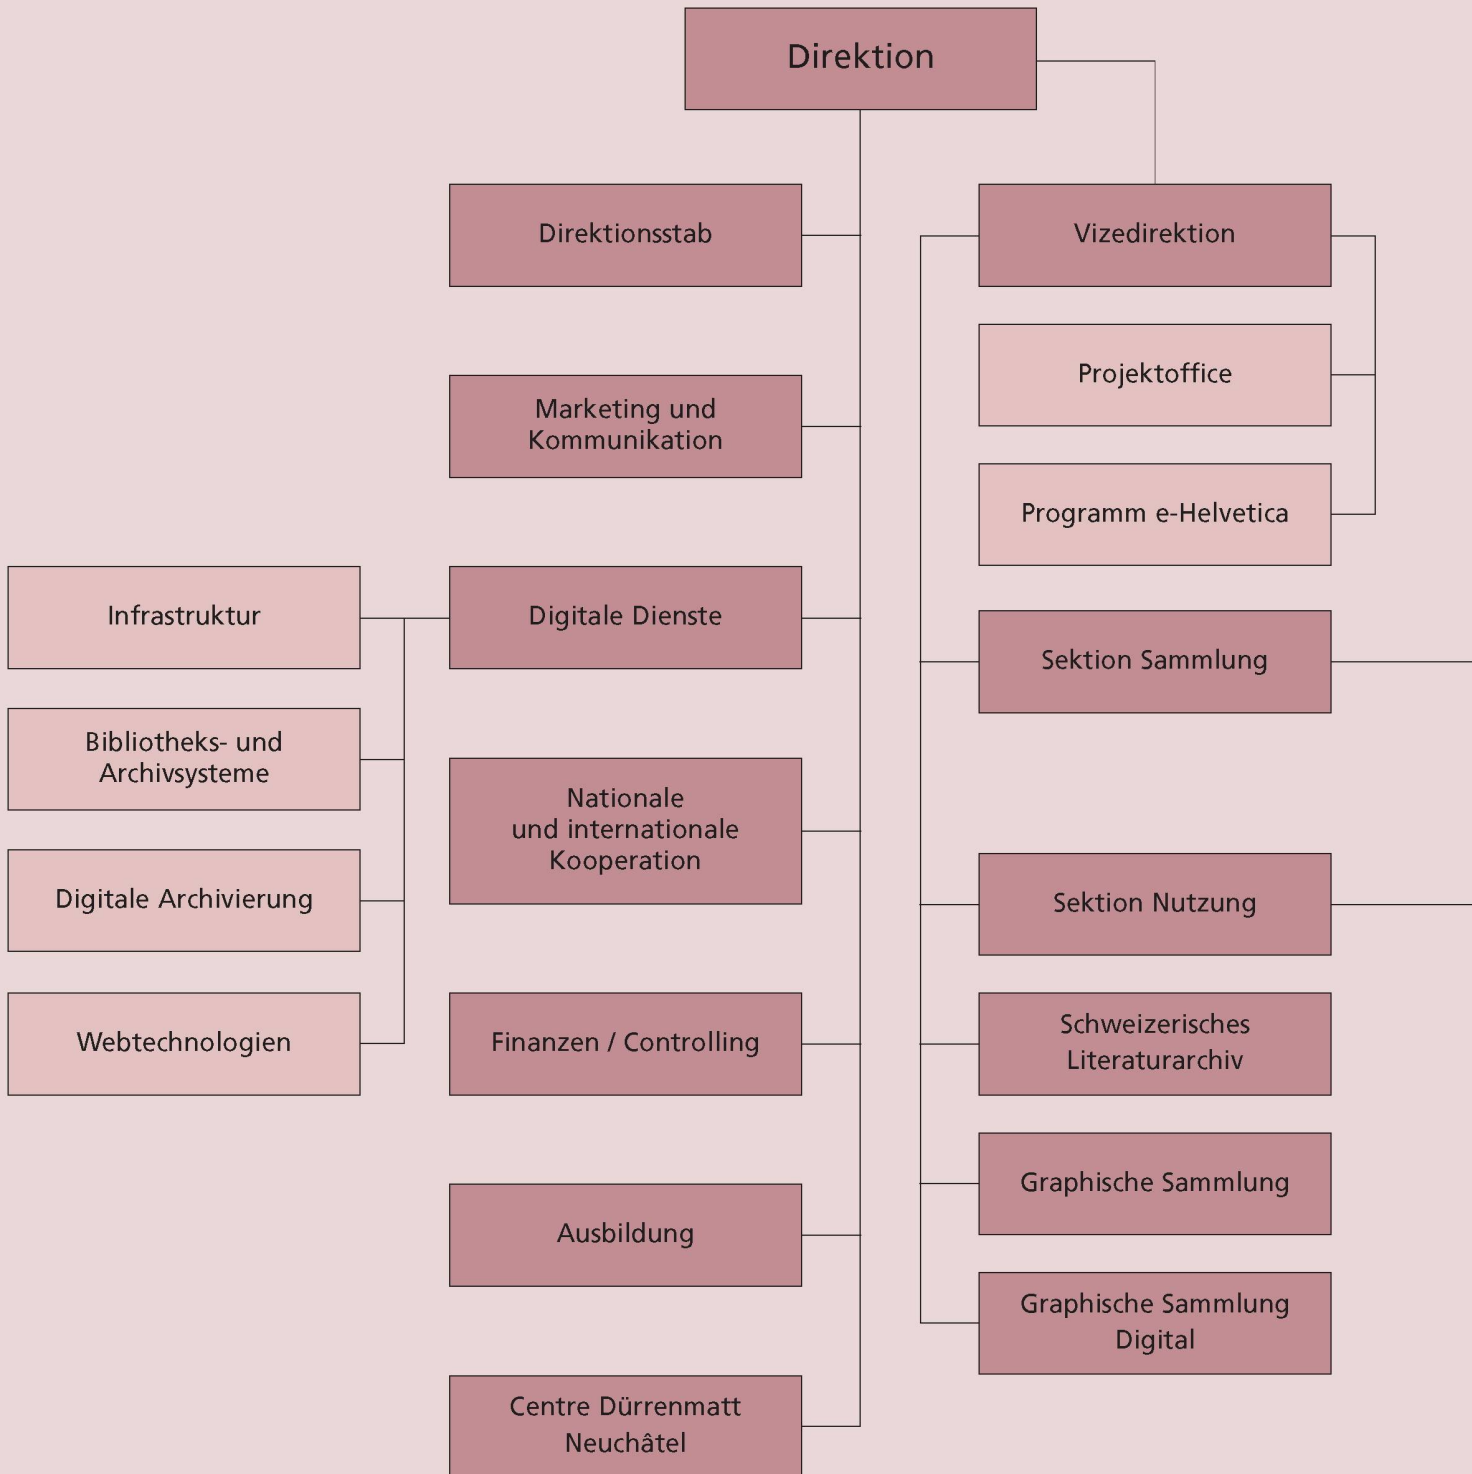 Direktion
Direktionsstab
Vizedirektion
Projektoffice
Marketing und
Kommunikation
Programm e-Helvetica
Infrastruktur
Digitale Dienste
Sektion Sammlung
Bibliotheks- und
Archivsysteme
Nationale
und internationale
Kooperation
Digitale Archivierung
Sektion Nutzung
Webtechnologien
Finanzen / Controlling
Schweizerisches
Literaturarchiv
Graphische Sammlung
Ausbildung
Graphische Sammlung
Digital
Centre Dürrenmatt
Neuchâtel